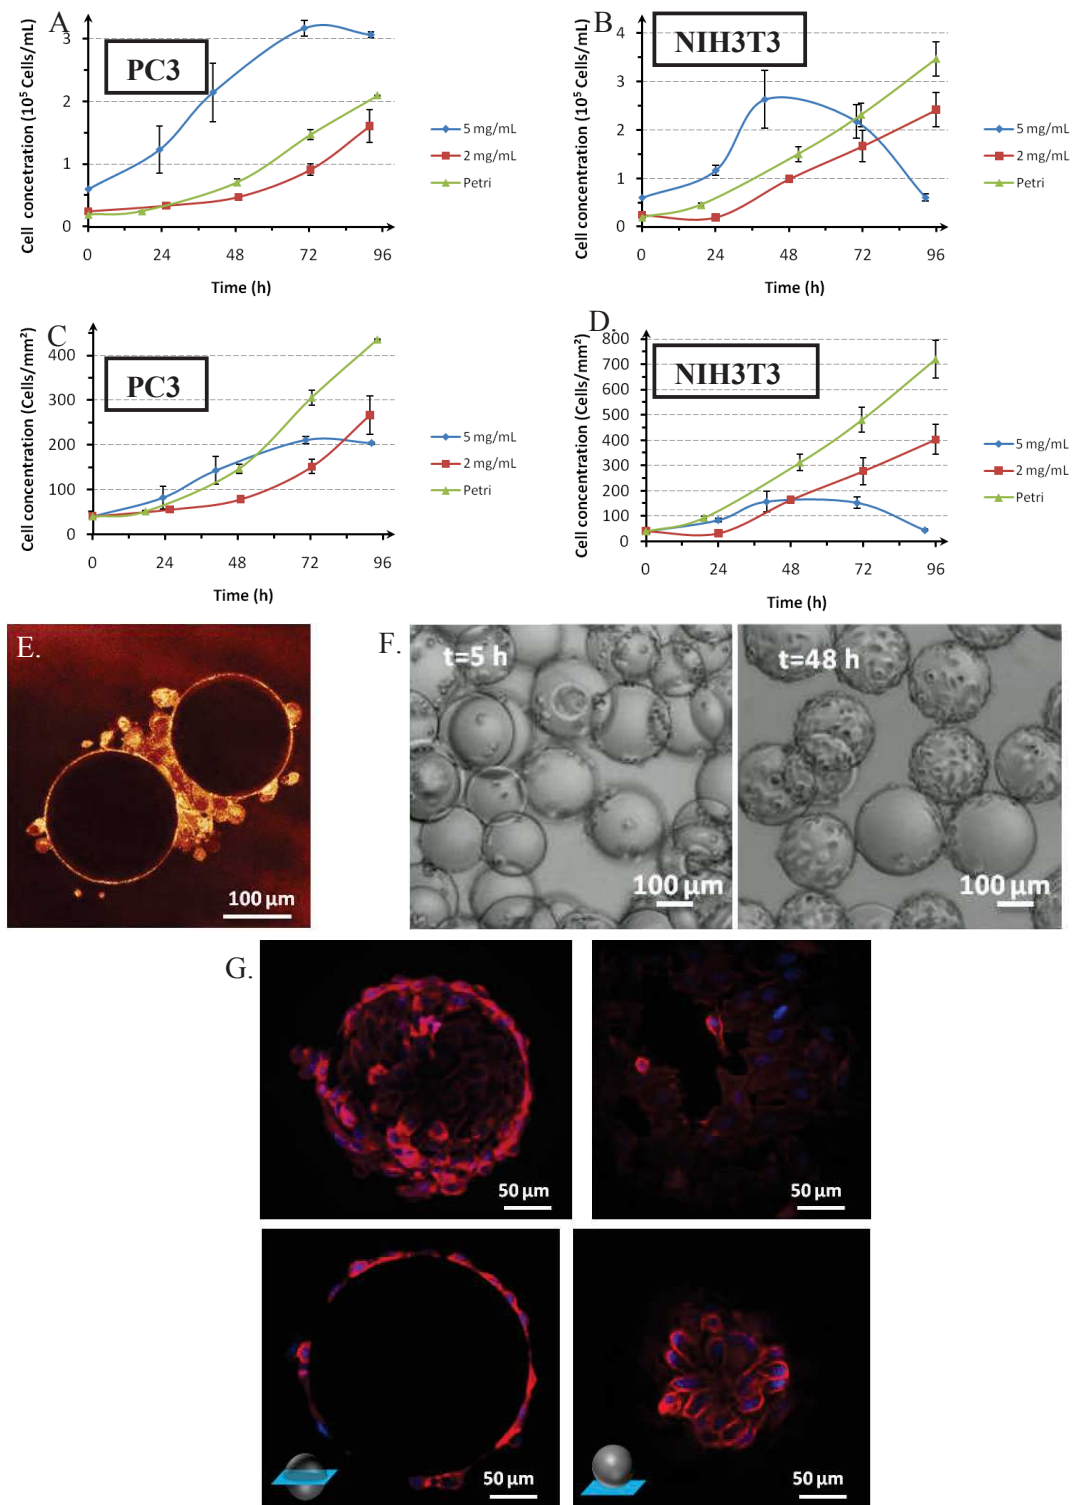 A
PC3
Cell concetration (10⁵ Cells/mL)
3
2
1
0
0 24 48 72 96
Time (h)
5 mg/mL
2 mg/mL
Petri
B
NIH3T3
Cell concentration (10⁵ Cells/mL)
4
3
2
1
0
0 24 48 72 96
Time (h)
5 mg/mL
2 mg/mL
Petri
C
PC3
Cell concentration (Cells/mm²)
400
300
200
100
0
0 24 48 72 96
Time (h)
5 mg/mL
2 mg/mL
Petri
D.
NIH3T3
Cell concentration (Cells/mm²)
800
700
600
500
400
300
200
100
0
0 24 48 72 96
Time (h)
5 mg/mL
2 mg/mL
Petri
E.
100 µm
F.
t=5 h
100 µm
t=48 h
100 µm
G.
50 µm
50 µm
50 µm
50 µm